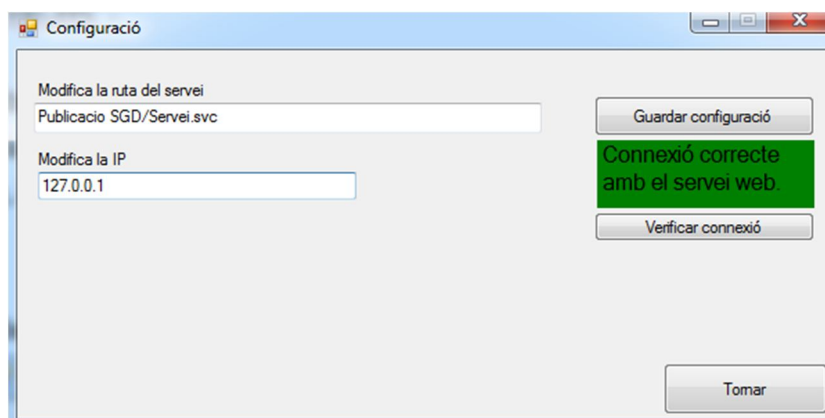 Configuració
Modifica la ruta del servei
Publicacio SGD/Servei.svc
Guardar configuració
Modifica la IP
127.0.0.1
Connexió correcte
amb el servei web.
Verificar connexió
Tornar